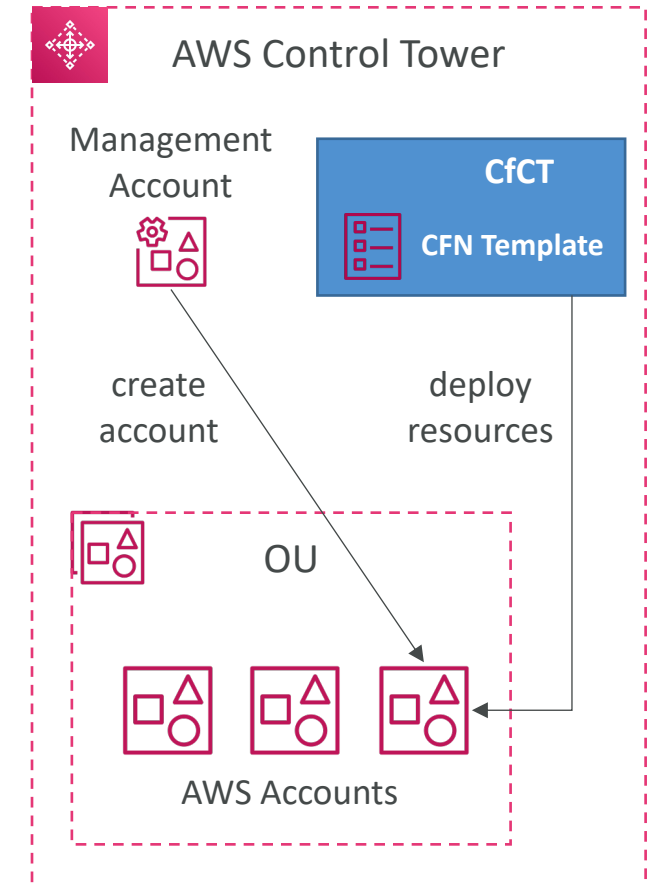 AWS Control Tower
Management
Account
CfCT
CFN Template
create
account
deploy
resources
OU
AWS Accounts